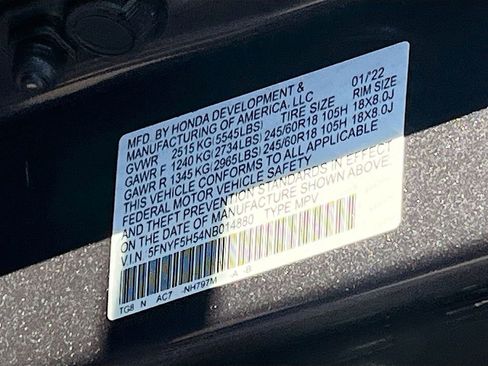 MFD. BY HONDA DEVELOPMENT &
MANUFACTURING OF AMERICA, LLC 01/'22
GVWR 2515 KG(5545LBS) TIRE SIZE RIM SIZE
GAWR F 1240 KG(2734LBS) 245/60R18 105H 18X8.0J
GAWR R 1345 KG(2965LBS) 245/60R18 105H 18X8.0J
THIS VEHICLE CONFORMS TO ALL APPLICABLE
FEDERAL MOTOR VEHICLE SAFETY
AND THEFT PREVENTION STANDARDS IN EFFECT
ON THE DATE OF MANUFACTURE SHOWN ABOVE.
V.I.N. 5FNYF5H54NB014880 TYPE MPV
TG8 N AC7 NH797M -A -B